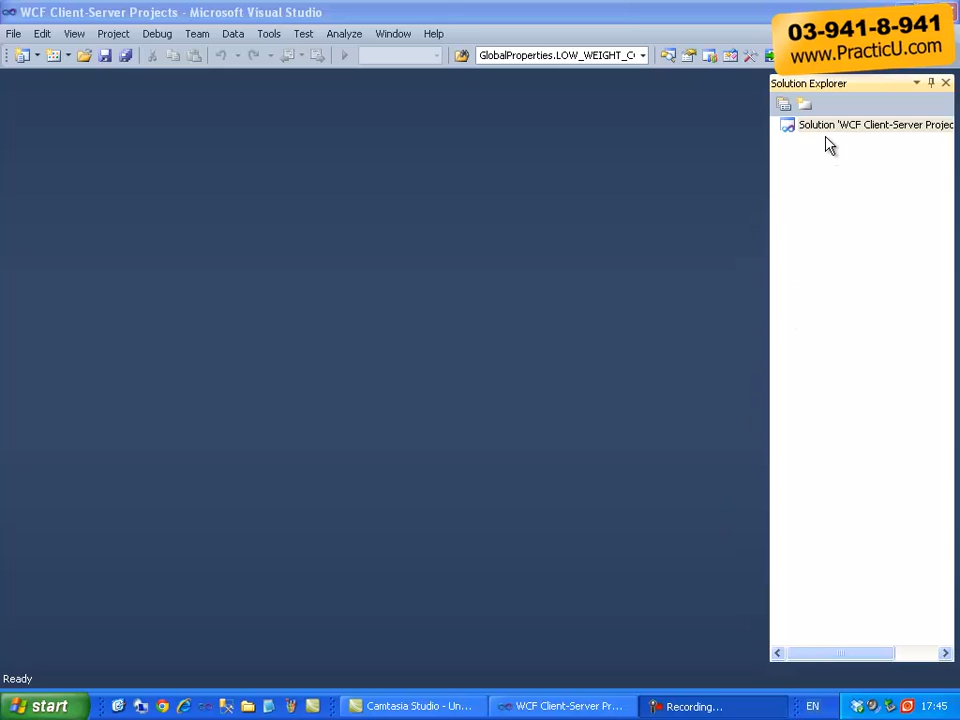 WCF Client-Server Projects - Microsoft Visual Studio
03-941-8-941
www.PracticU.com
File Edit View Project Debug Team Data Tools Test Analyze Window Help
GlobalProperties.LOW_WEIGHT_C
Solution Explorer
Solution 'WCF Client-Server Projec
Ready
start
Camtasia Studio - Un...
WCF Client-Server Pr...
Recording...
EN
17:45